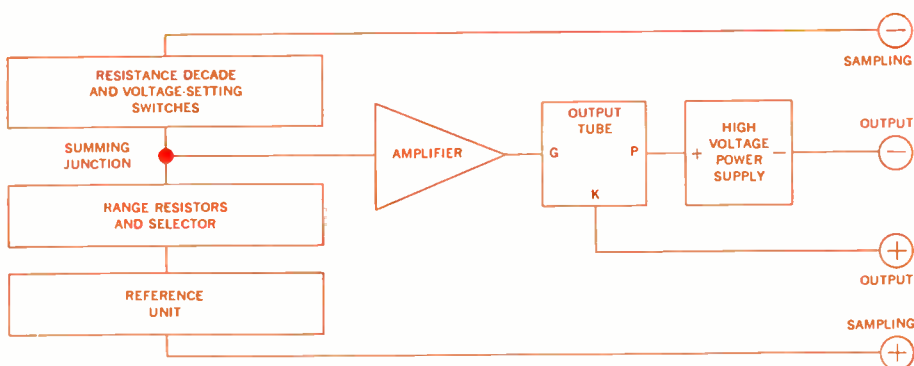 −
SAMPLING
RESISTANCE DECADE
AND VOLTAGE-SETTING
SWITCHES
OUTPUT
TUBE
HIGH
VOLTAGE
POWER
SUPPLY
+
−
OUTPUT
−
SUMMING
JUNCTION
AMPLIFIER
G
P
K
RANGE RESISTORS
AND SELECTOR
+
OUTPUT
REFERENCE
UNIT
SAMPLING
+